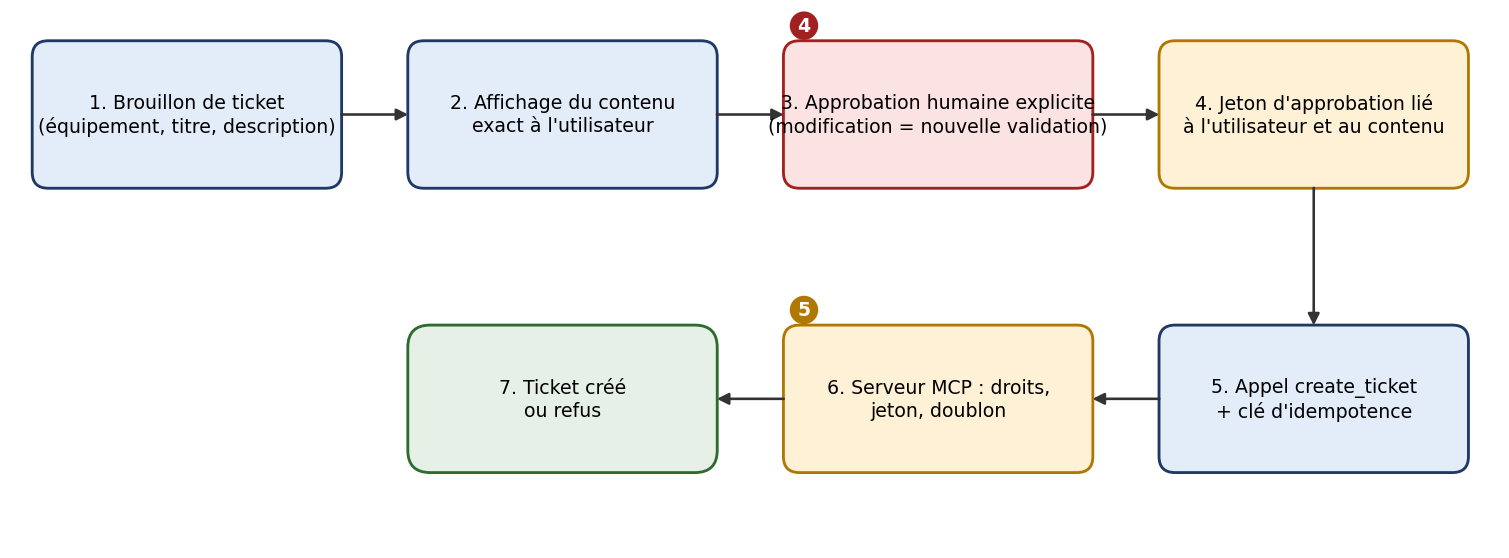 1. Brouillon de ticket
(équipement, titre, description)
2. Affichage du contenu
exact à l'utilisateur
4
3. Approbation humaine explicite
(modification = nouvelle validation)
4. Jeton d'approbation lié
à l'utilisateur et au contenu
5. Appel create_ticket
+ clé d'idempotence
5
6. Serveur MCP : droits,
jeton, doublon
7. Ticket créé
ou refus